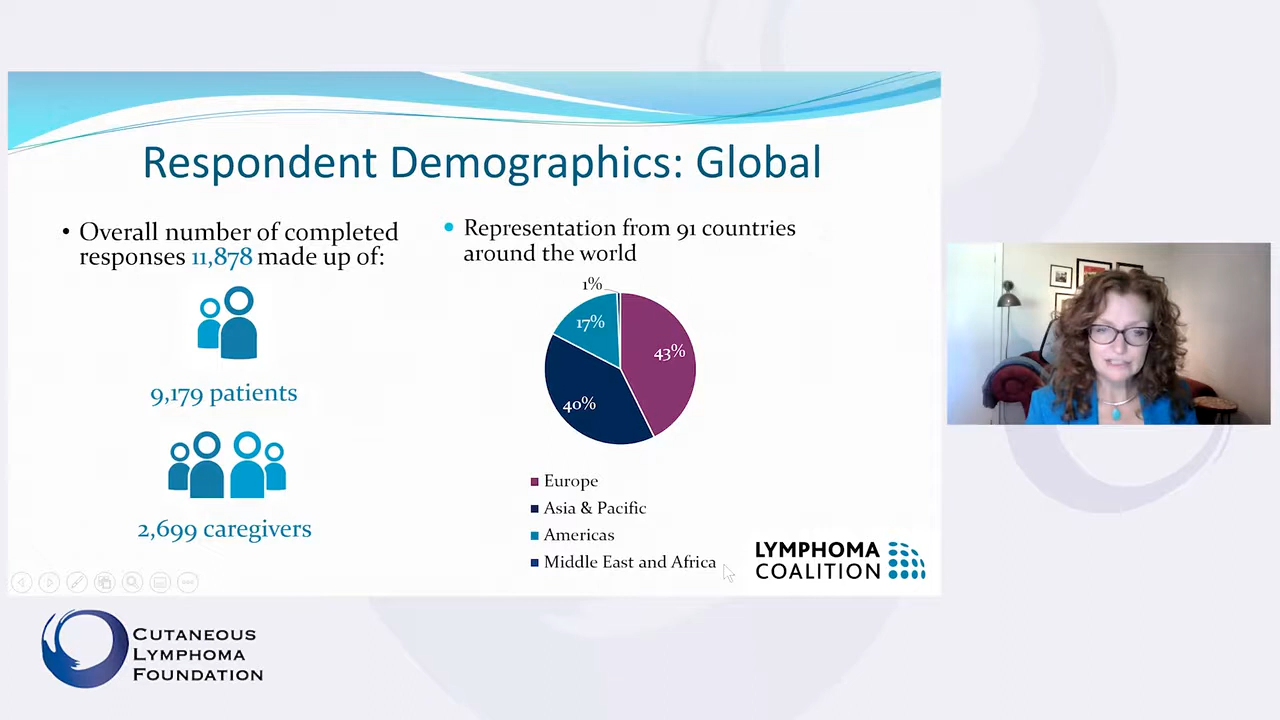 Respondent Demographics: Global
• Overall number of completed
responses 11,878 made up of:
9,179 patients
2,699 caregivers
• Representation from 91 countries
around the world
1%
17%
43%
40%
Europe
Asia & Pacific
Americas
Middle East and Africa
LYMPHOMA
COALITION
CUTANEOUS
LYMPHOMA
FOUNDATION